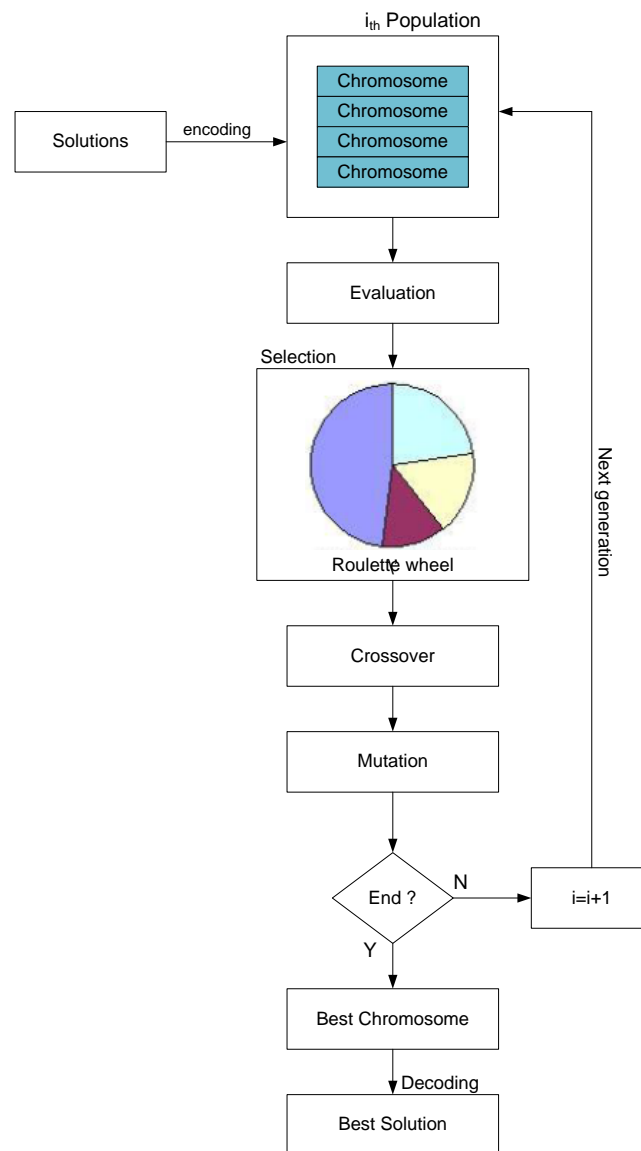 i_th Population
Chromosome
Chromosome
Chromosome
Chromosome
Solutions
encoding
Evaluation
Selection
Roulette wheel
Y
Next generation
Crossover
Mutation
End ?
N
i=i+1
Y
Best Chromosome
Decoding
Best Solution